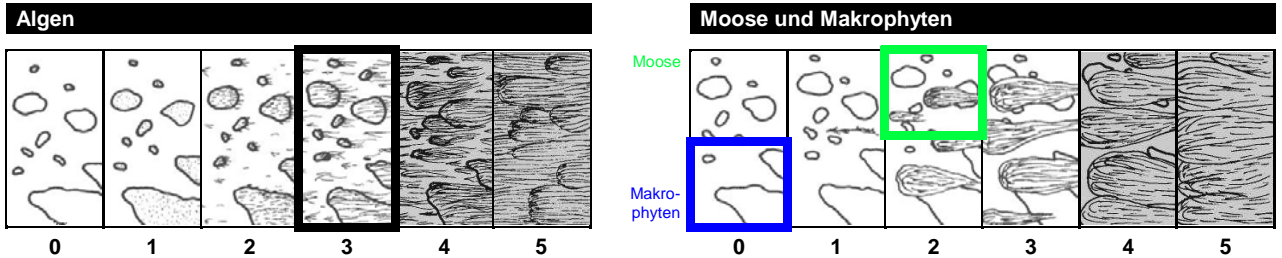 Algen
0 1 2 3 4 5
Moose und Makrophyten
Moose
Makro-
phyten
0 1 2 3 4 5